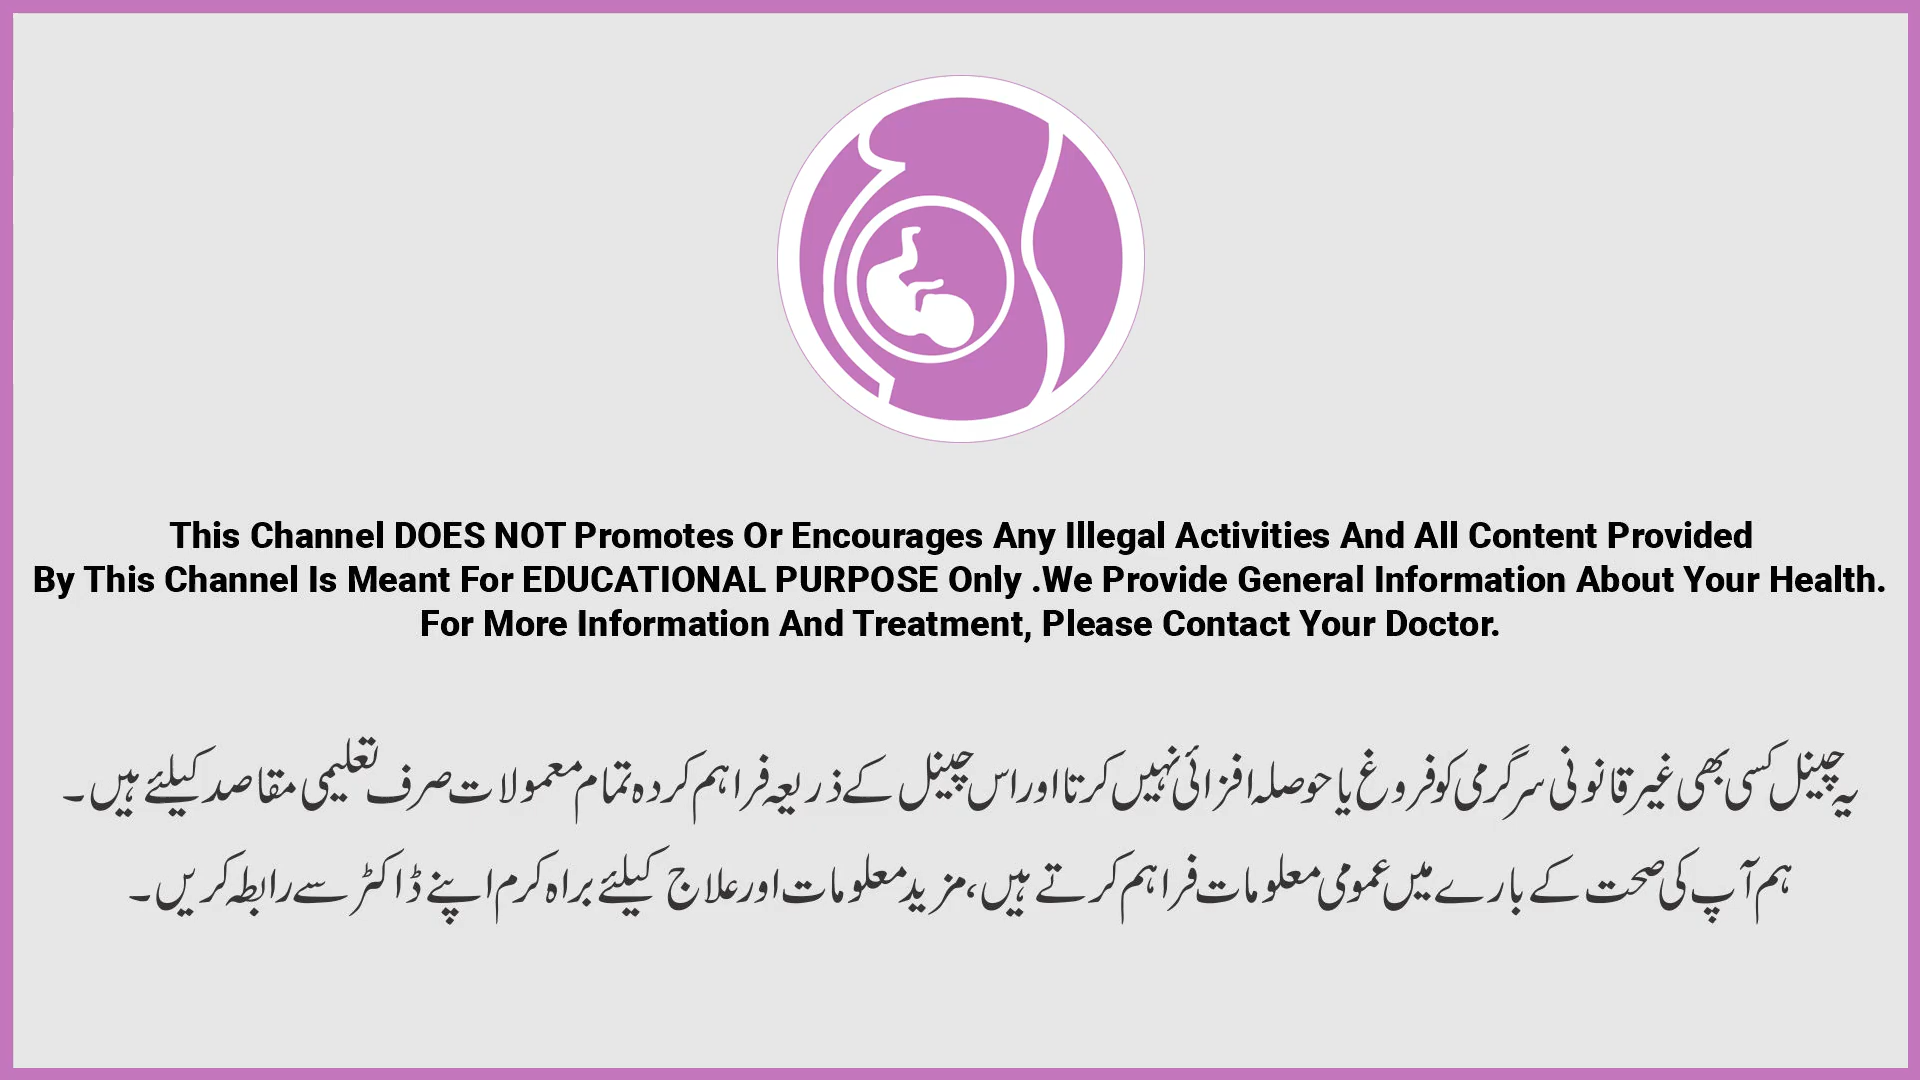 This Channel DOES NOT Promotes Or Encourages Any Illegal Activities And All Content Provided
By This Channel Is Meant For EDUCATIONAL PURPOSE Only .We Provide General Information About Your Health.
For More Information And Treatment, Please Contact Your Doctor.
یہ چینل کسی بھی غیر قانونی سرگرمی کو فروغ یا حوصلہ افزائی نہیں کرتا اور اس چینل کے ذریعہ فراہم کردہ تمام معمولات صرف تعلیمی مقاصد کیلئے ہیں۔
ہم آپ کی صحت کے بارے میں عمومی معلومات فراہم کرتے ہیں، مزید معلومات اور علاج کیلئے براہ کرم اپنے ڈاکٹر سے رابطہ کریں۔